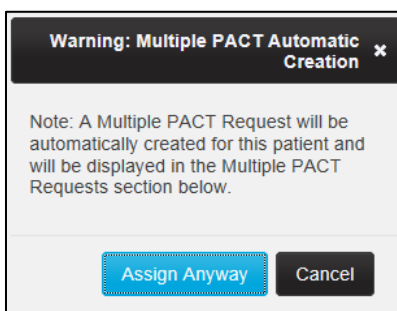 Warning: Multiple PACT Automatic
Creation
Note: A Multiple PACT Request will be
automatically created for this patient and
will be displayed in the Multiple PACT
Requests section below.
Assign Anyway Cancel